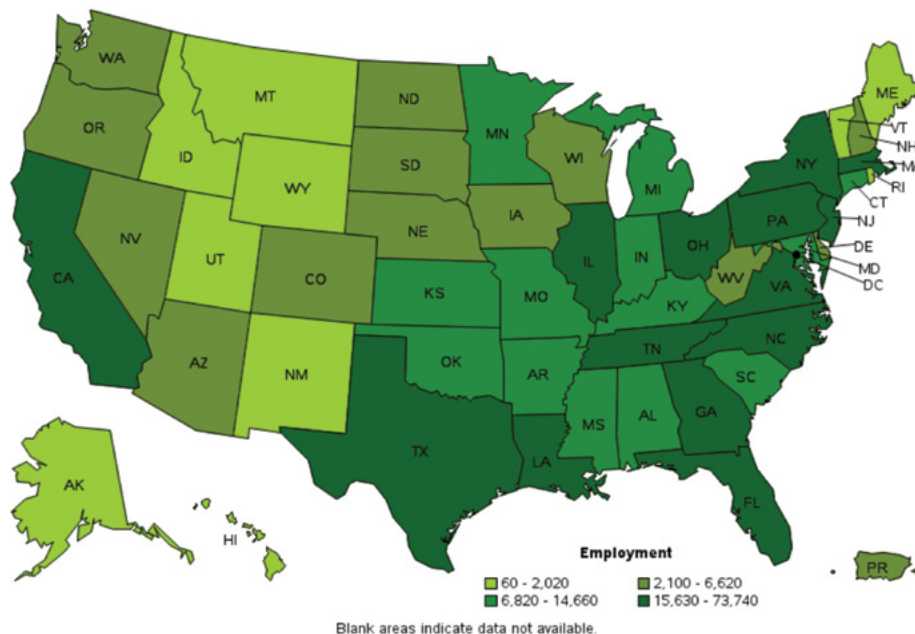 WA
MT
ND
ME
OR
MN
VT
ID
SD
WI
NH
NY
WY
MI
RI
IA
CT
NE
PA
NJ
NV
OH
DE
UT
IL
IN
CA
CO
MD
WV
DC
KS
MO
VA
KY
NC
TN
AZ
OK
NM
AR
SC
MS
AL
GA
TX
LA
AK
FL
HI
Employment
PR
60 - 2,020
2,100 - 6,620
6,820 - 14,660
15,630 - 73,740
Blank areas indicate data not available.